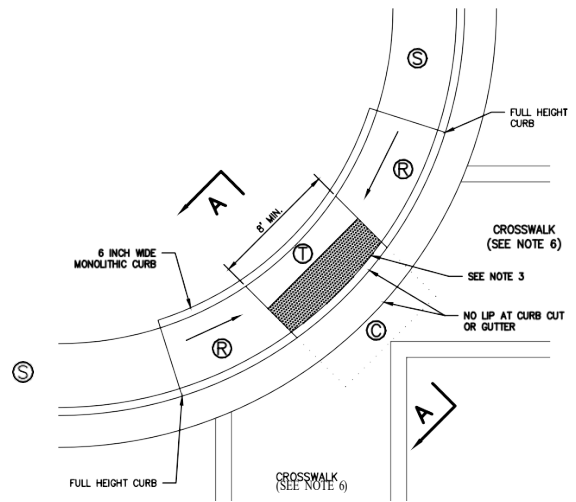 S
FULL HEIGHT
CURB
R
A
8' MIN.
CROSSWALK
(SEE NOTE 6)
6 INCH WIDE
MONOLITHIC CURB
T
SEE NOTE 3
NO LIP AT CURB CUT
OR GUTTER
C
R
S
A
FULL HEIGHT CURB
CROSSWALK
(SEE NOTE 6)